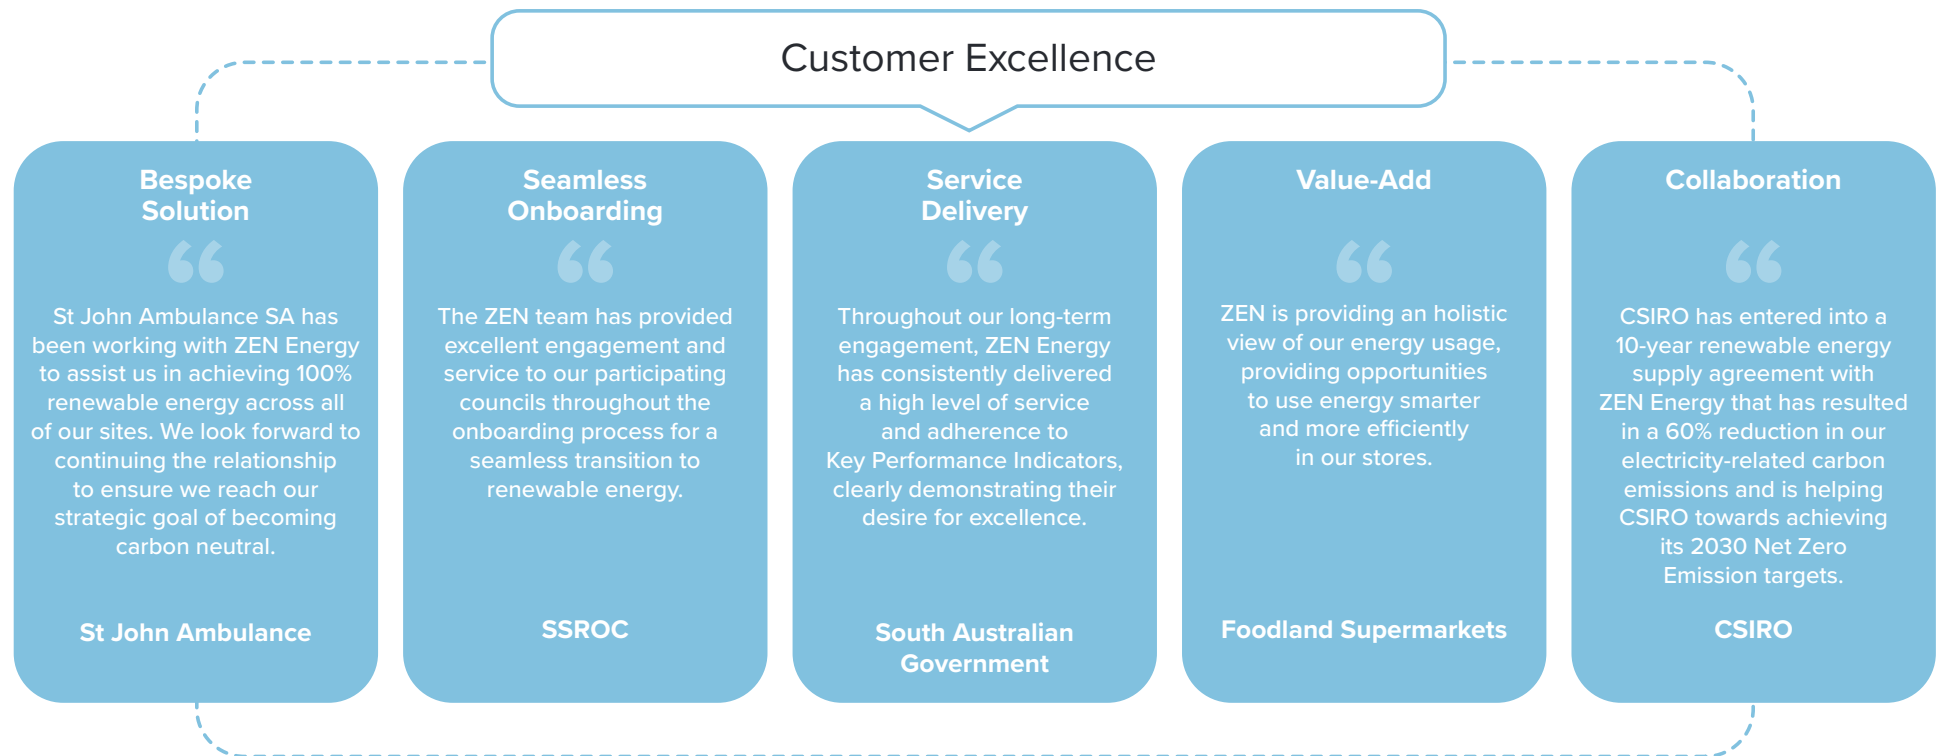 Customer Excellence
Bespoke
Solution
“
St John Ambulance SA has
been working with ZEN Energy
to assist us in achieving 100%
renewable energy across all
of our sites. We look forward to
continuing the relationship
to ensure we reach our
strategic goal of becoming
carbon neutral.
St John Ambulance
Seamless
Onboarding
“
The ZEN team has provided
excellent engagement and
service to our participating
councils throughout the
onboarding process for a
seamless transition to
renewable energy.
SSROC
Service
Delivery
“
Throughout our long-term
engagement, ZEN Energy
has consistently delivered
a high level of service
and adherence to
Key Performance Indicators,
clearly demonstrating their
desire for excellence.
South Australian
Government
Value-Add
“
ZEN is providing an holistic
view of our energy usage,
providing opportunities
to use energy smarter
and more efficiently
in our stores.
Foodland Supermarkets
Collaboration
“
CSIRO has entered into a
10-year renewable energy
supply agreement with
ZEN Energy that has resulted
in a 60% reduction in our
electricity-related carbon
emissions and is helping
CSIRO towards achieving
its 2030 Net Zero
Emission targets.
CSIRO